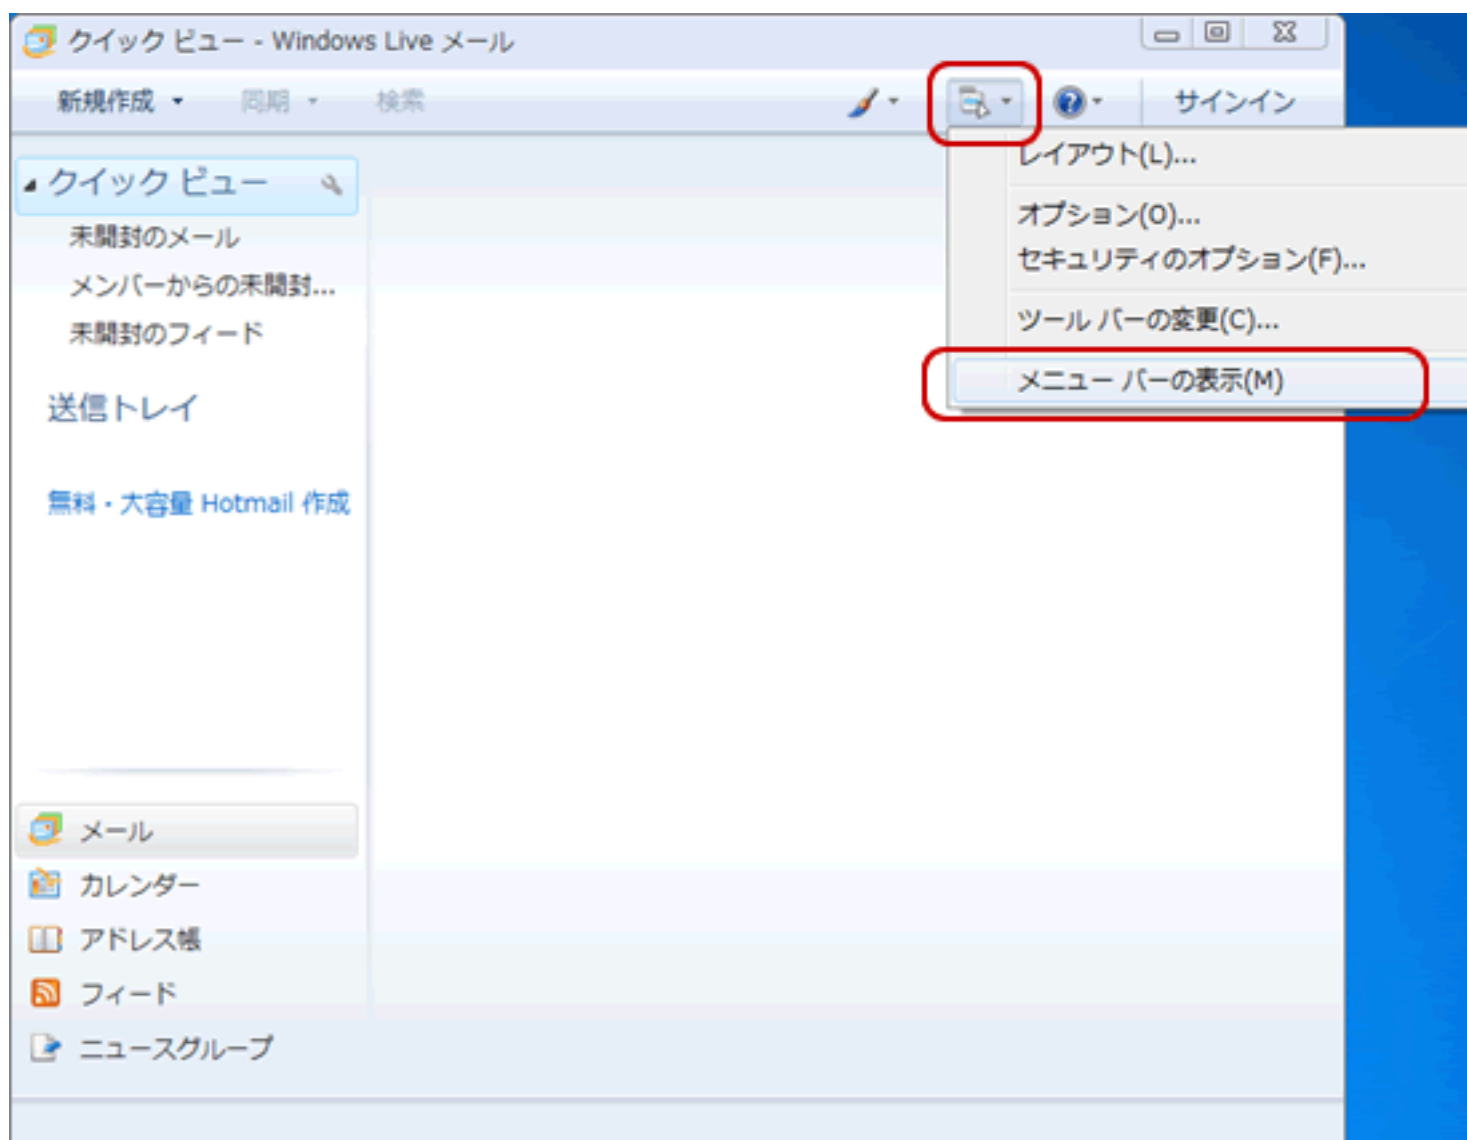 クイック ビュー - Windows Live メール
新規作成 同期 検索 サインイン
クイック ビュー
未開封のメール
メンバーからの未開封...
未開封のフィード
送信トレイ
無料・大容量 Hotmail 作成
メール
カレンダー
アドレス帳
フィード
ニュースグループ
レイアウト(L)...
オプション(O)...
セキュリティのオプション(F)...
ツール バーの変更(C)...
メニュー バーの表示(M)